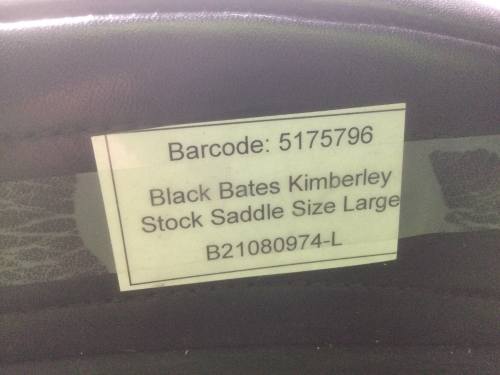 Barcode: 5175796
Black Bates Kimberley
Stock Saddle Size Large
B21080974-L